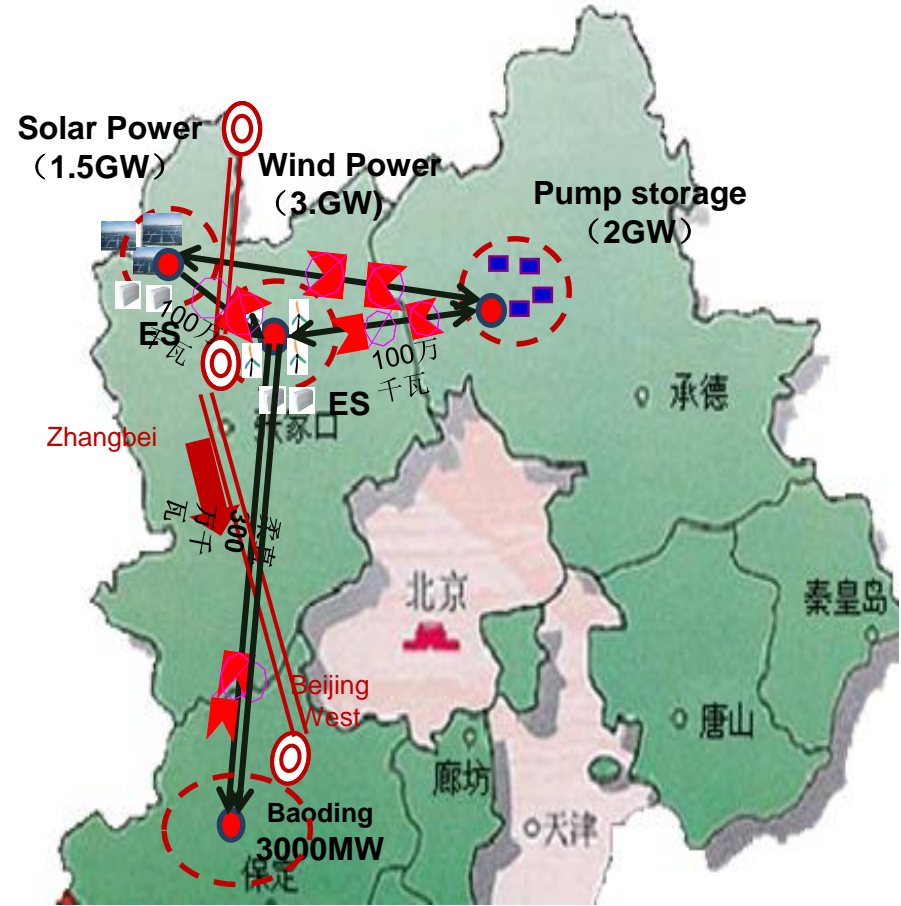 Solar Power
（1.5GW）
Wind Power
（3.GW)
Pump storage
（2GW）
100万
千瓦
ES
100万
千瓦
ES
承德
张家口
Zhangbei
300
万千
瓦
柔直
北京
秦皇岛
Beijing
West
唐山
廊坊
天津
Baoding
3000MW
保定